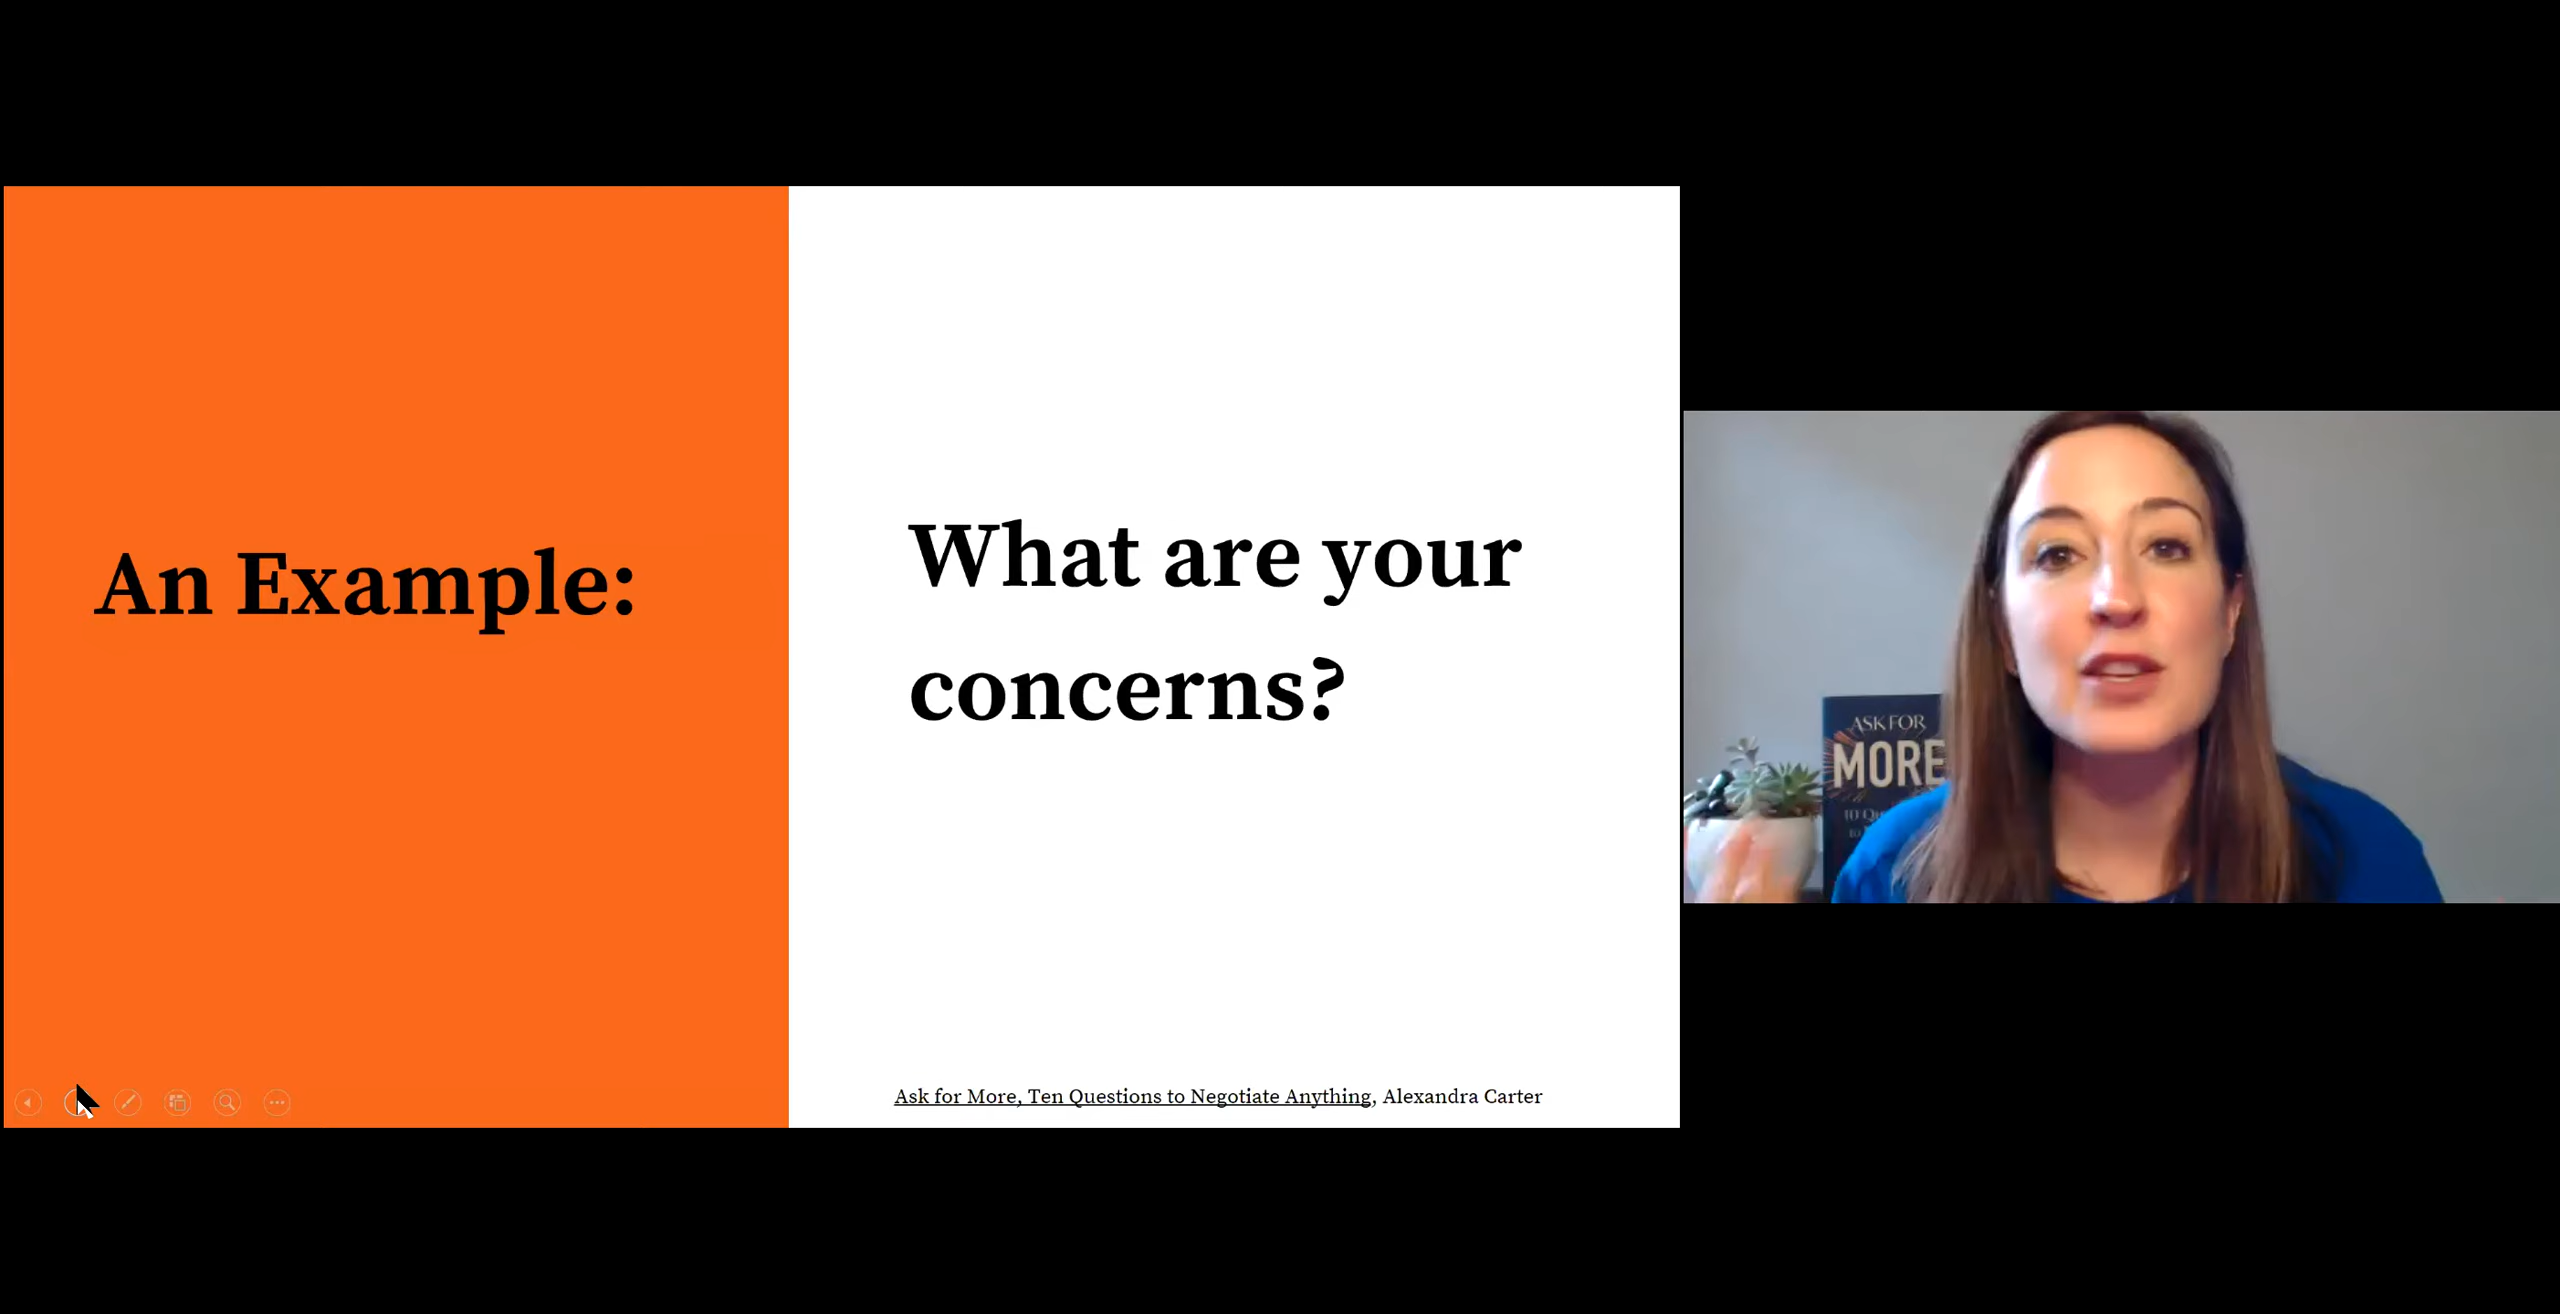 An Example:
What are your
concerns?
Ask for More, Ten Questions to Negotiate Anything, Alexandra Carter
ASK FOR
MORE
10